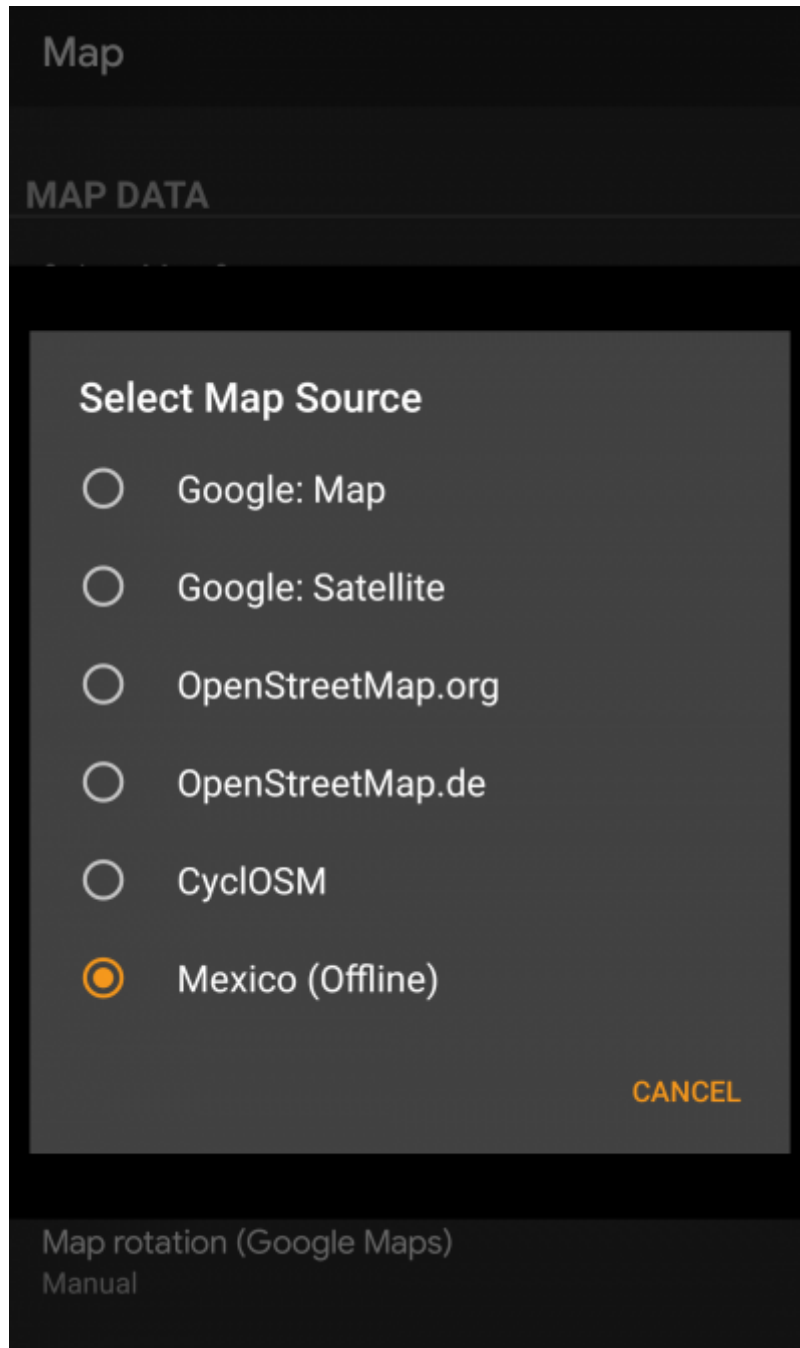 Map
MAP DATA
Select Map Source
Google: Map
Google: Satellite
OpenStreetMap.org
OpenStreetMap.de
CyclOSM
Mexico (Offline)
CANCEL
Map rotation (Google Maps)
Manual